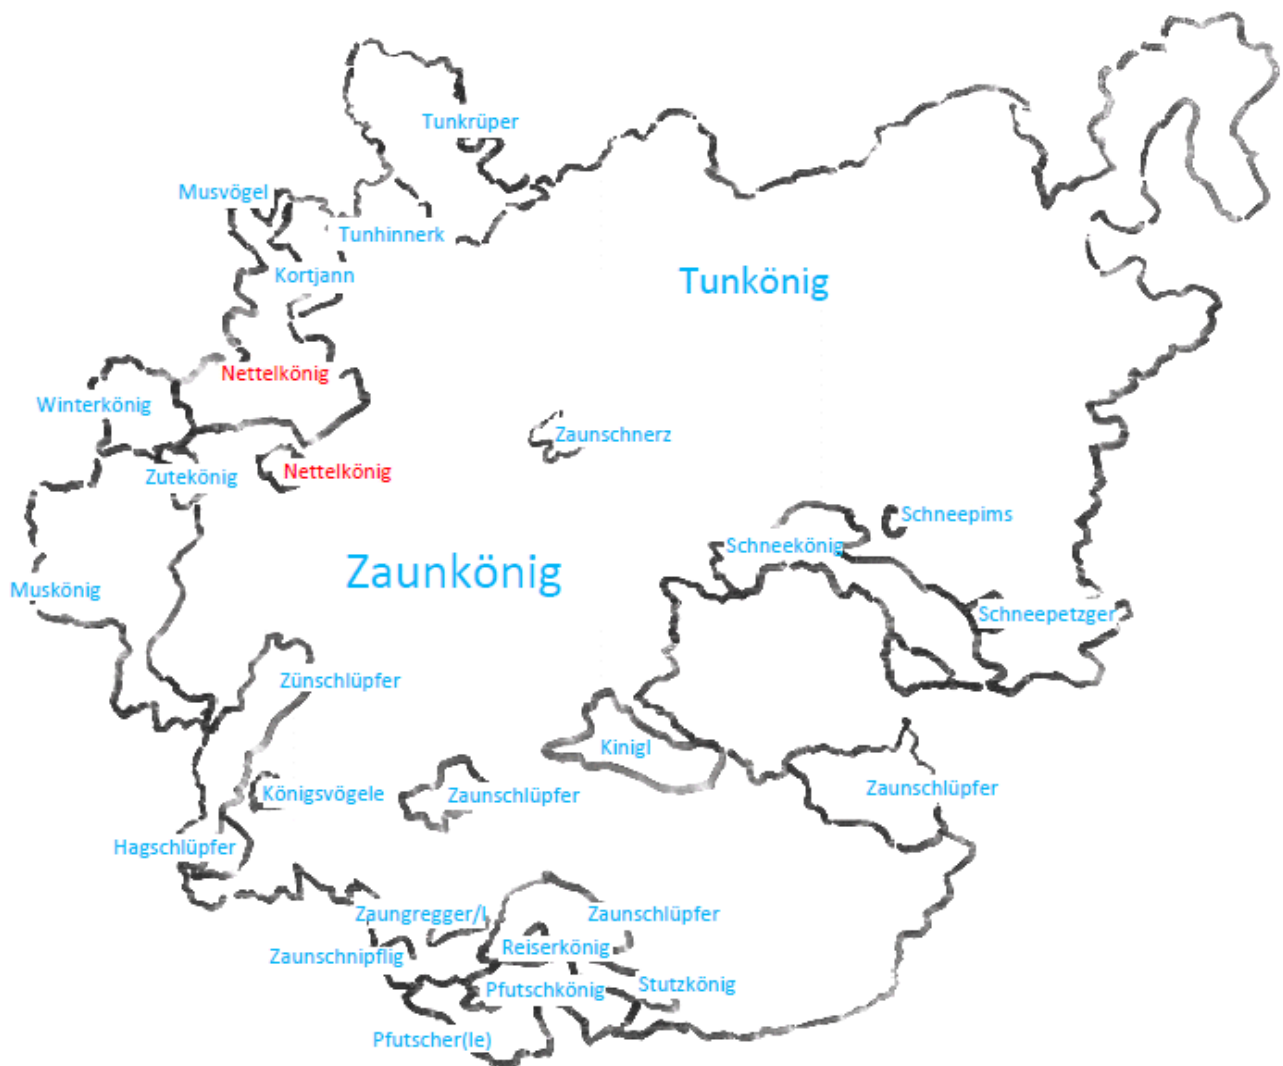 Tunkrüper
Musvögel
Tunhinnerk
Kortjann
Tunkönig
Nettelkönig
Winterkönig
Zaunschnerz
Zutekönig
Nettelkönig
Schneepims
Schneekönig
Zaunkönig
Muskönig
Schneepetzger
Zünschlüpfer
Kinigl
Königsvögele
Zaunschlüpfer
Zaunschlüpfer
Hagschlüpfer
Zaungregger/l
Zaunschlüpfer
Zaunschnipflig
Reiserkönig
Stutzkönig
Pfutschkönig
Pfutscher(le)